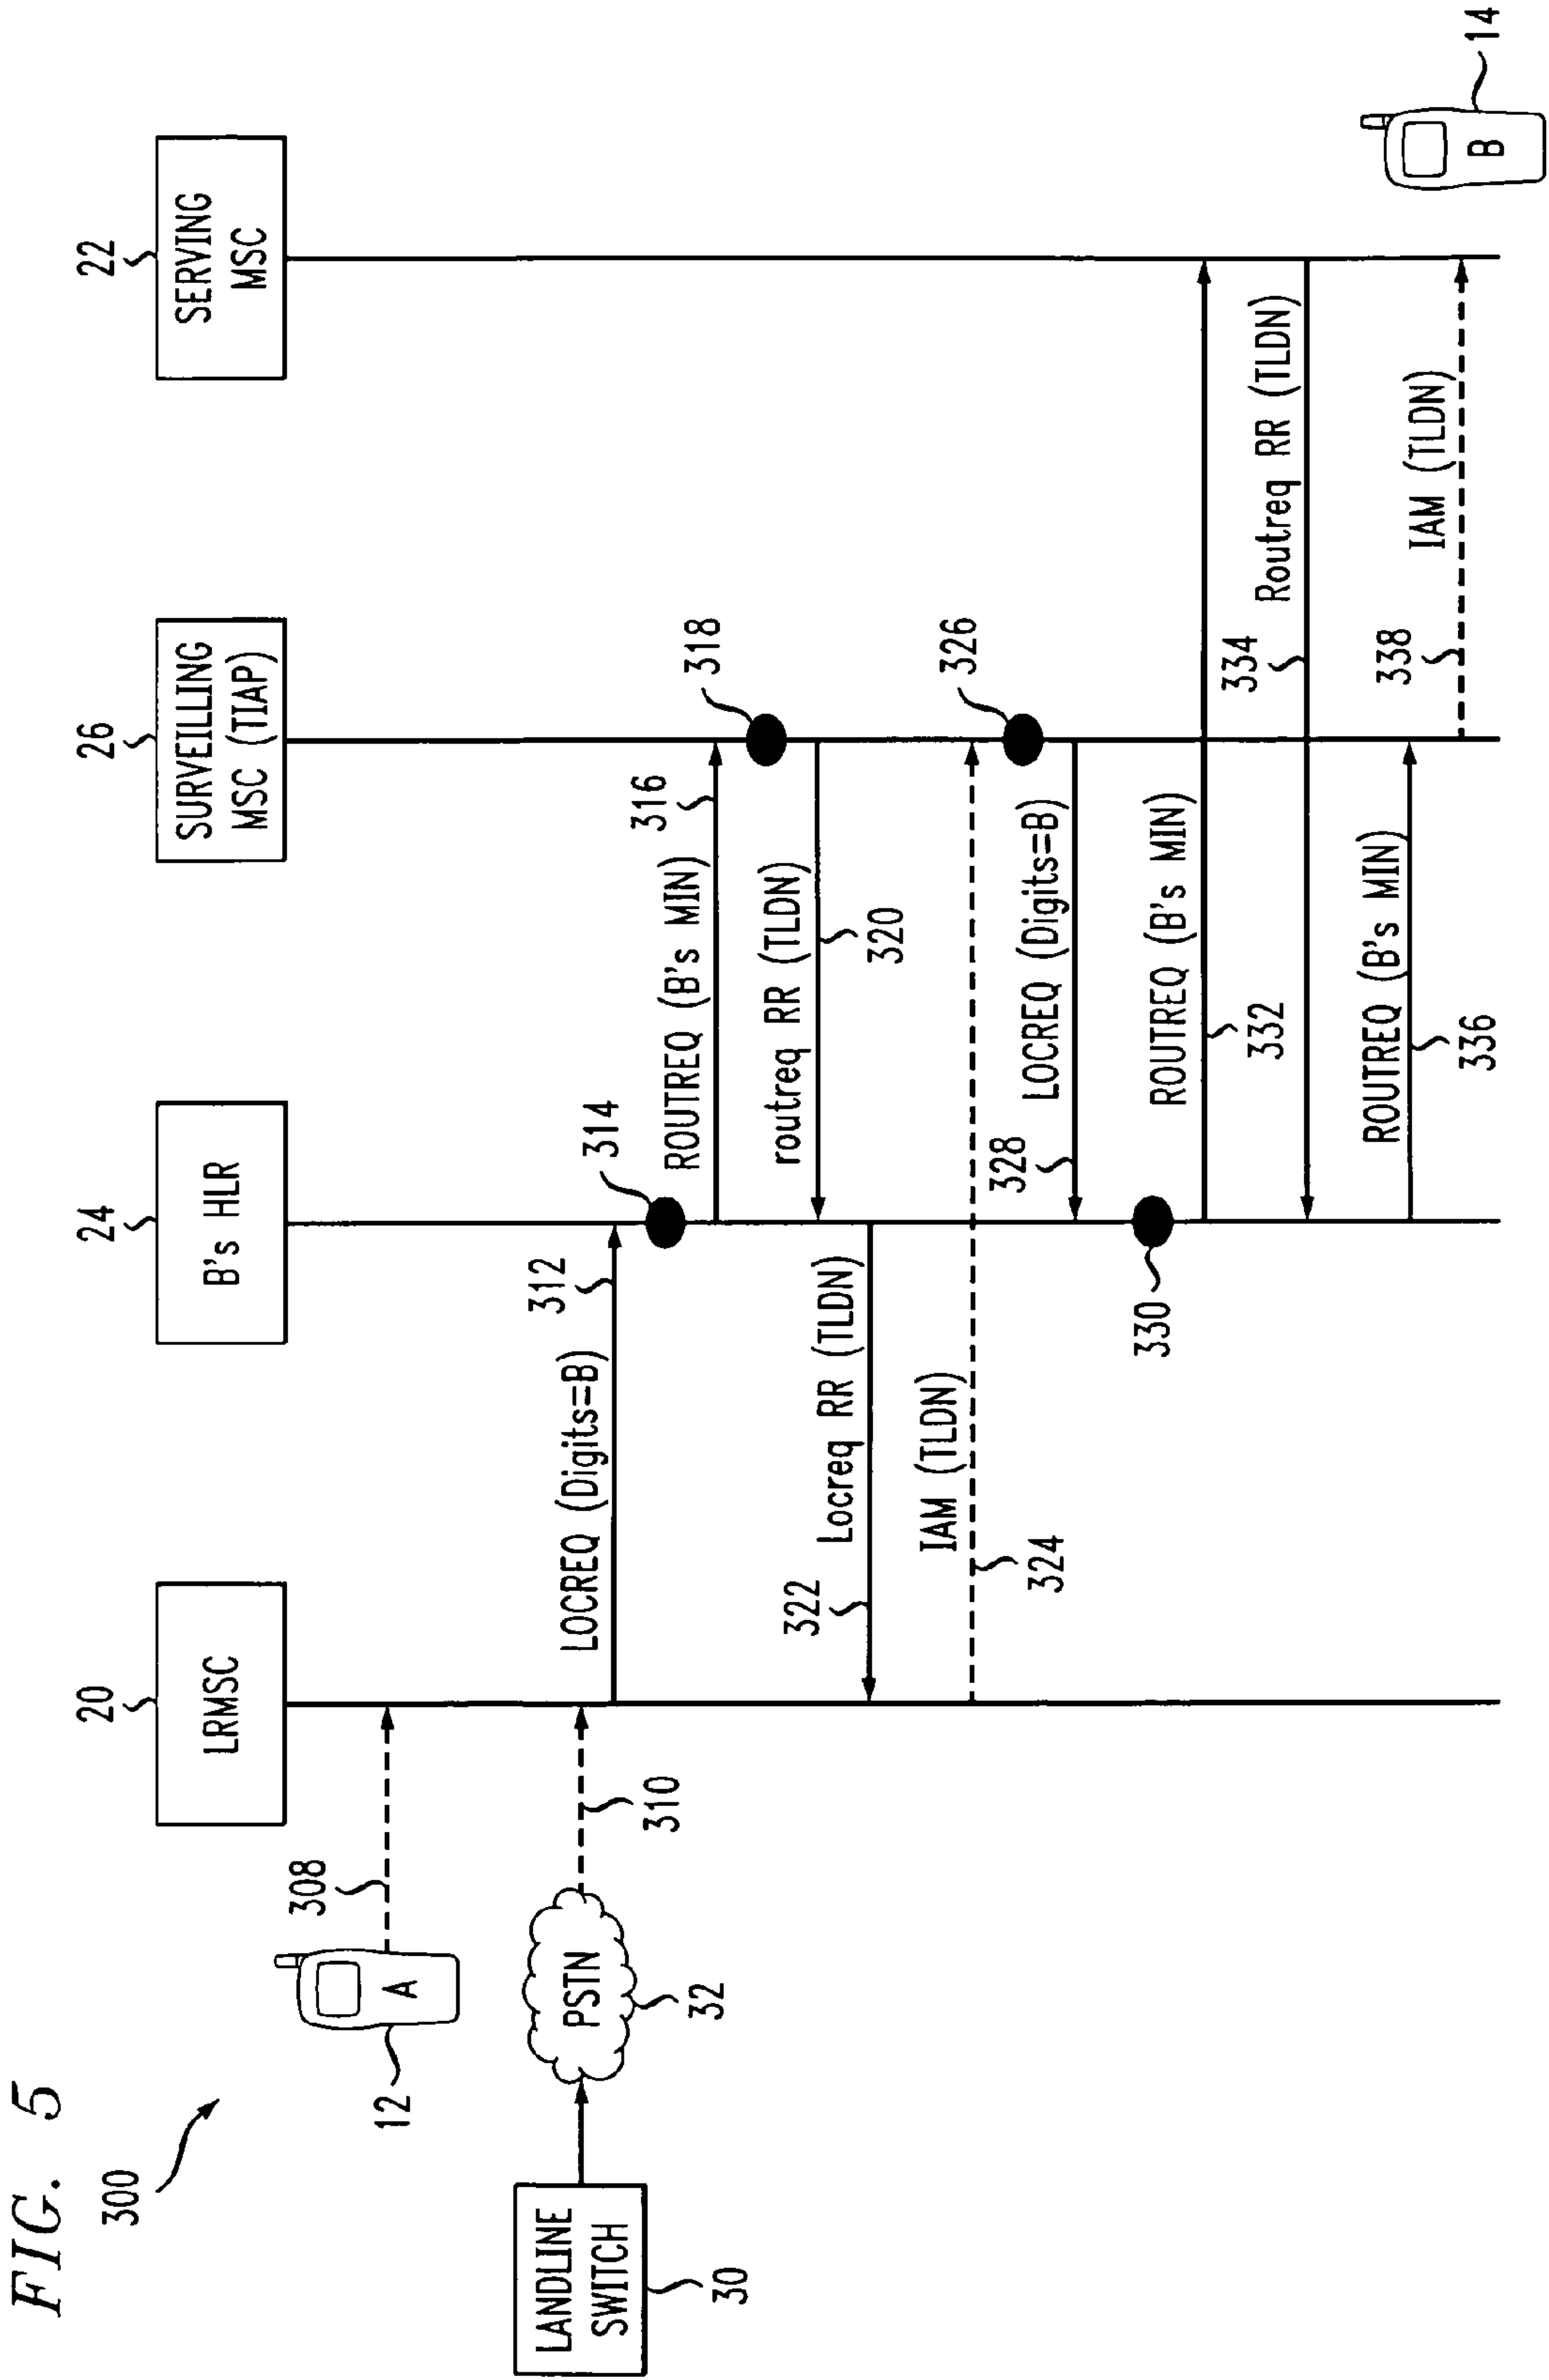 FIG. 5
300
20
LRMSC
24
B's HLR
26
SURVEILLING
MSC (TIAP)
22
SERVING
MSC
12
A
308
LANDLINE
SWITCH
30
PSTN
32
310
LOCREQ (Digits=B)
312
314
ROUTREQ (B's MIN)
316
318
routreq RR (TLDN)
320
Locreq RR (TLDN)
322
IAM (TLDN)
324
326
LOCREQ (Digits=B)
328
330
ROUTREQ (B's MIN)
332
Routreq RR (TLDN)
334
ROUTREQ (B's MIN)
336
IAM (TLDN)
338
B
14